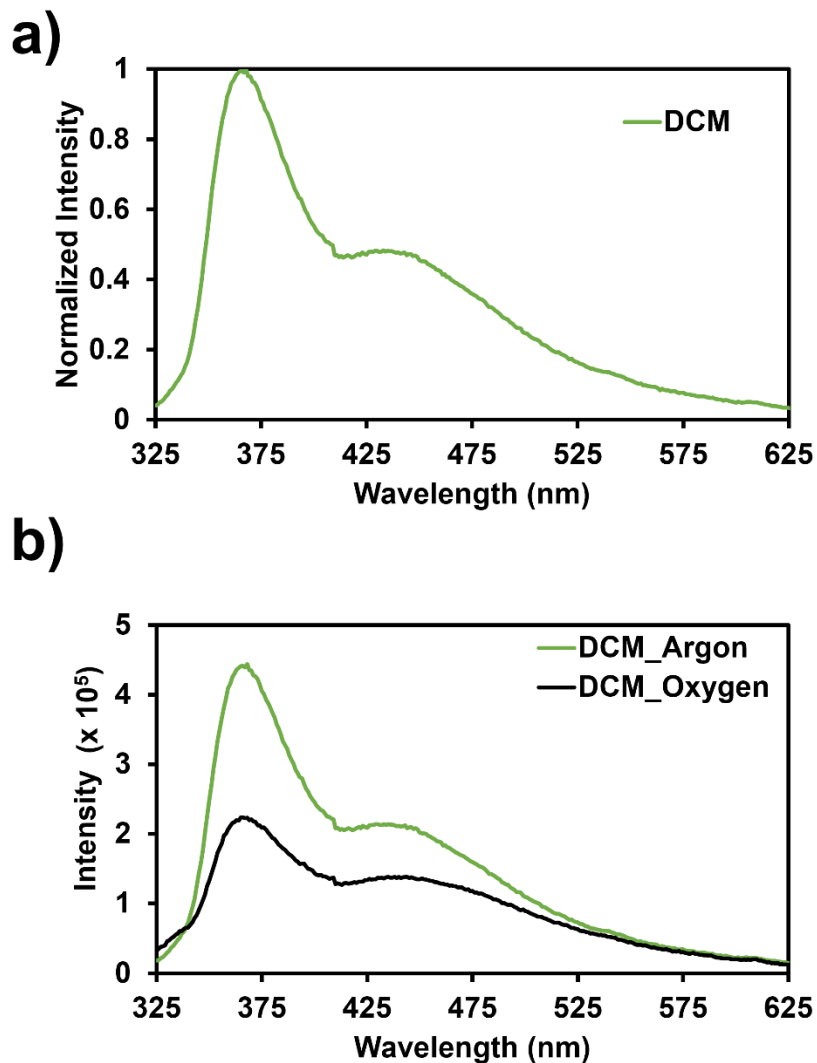 a)
Normalized Intensity
1
0.8
0.6
0.4
0.2
0
DCM
325 375 425 475 525 575 625
Wavelength (nm)
b)
Intensity (x 10⁵)
5
4
3
2
1
0
DCM_Argon
DCM_Oxygen
325 375 425 475 525 575 625
Wavelength (nm)